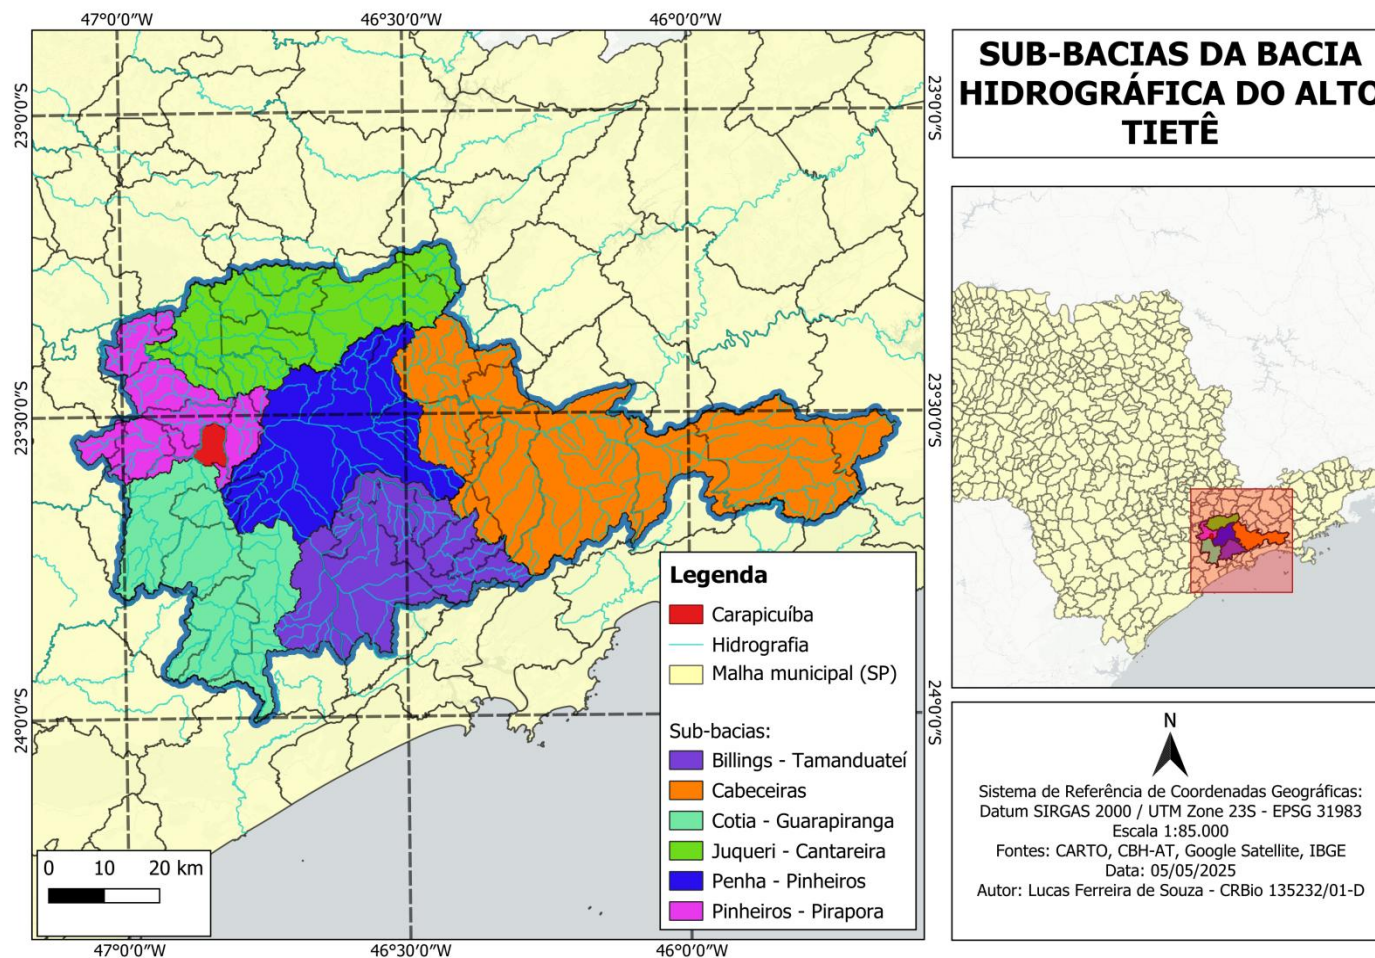 47°0'0"W
46°30'0"W
46°0'0"W
23°0'0"S
23°0'0"S
23°30'0"S
23°30'0"S
24°0'0"S
24°0'0"S
Legenda
Carapicuíba
Hidrografia
Malha municipal (SP)
Sub-bacias:
Billings - Tamanduateí
Cabeceiras
Cotia - Guarapiranga
Juqueri - Cantareira
Penha - Pinheiros
Pinheiros - Pirapora
0 10 20 km
47°0'0"W
46°30'0"W
46°0'0"W
SUB-BACIAS DA BACIA
HIDROGRÁFICA DO ALTO
TIETÊ
N
Sistema de Referência de Coordenadas Geográficas:
Datum SIRGAS 2000 / UTM Zone 23S - EPSG 31983
Escala 1:85.000
Fontes: CARTO, CBH-AT, Google Satellite, IBGE
Data: 05/05/2025
Autor: Lucas Ferreira de Souza - CRBio 135232/01-D